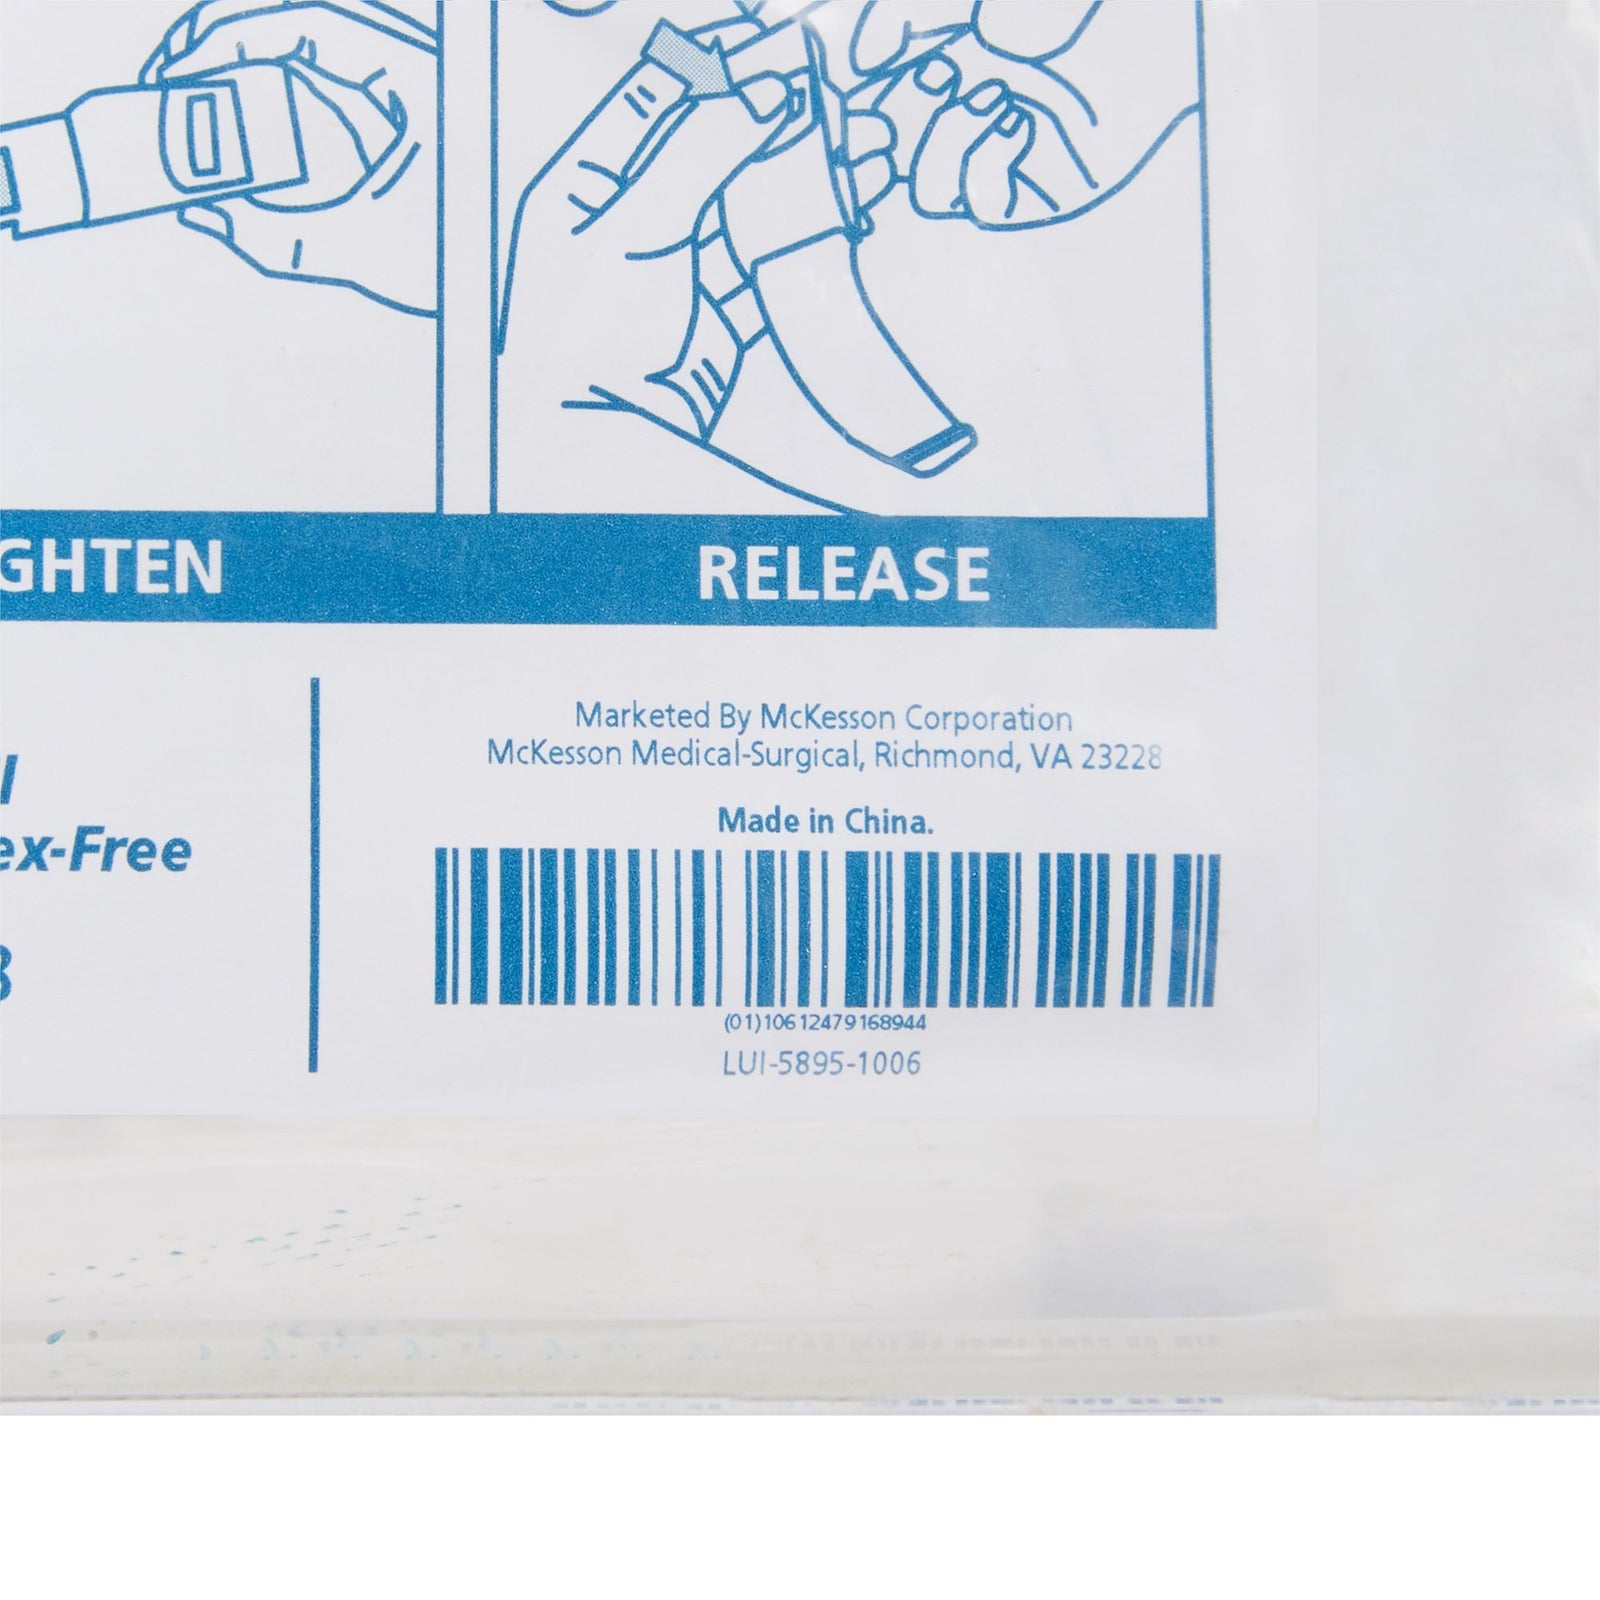 GHTEN
RELEASE
l
ex-Free
3
Marketed By McKesson Corporation
McKesson Medical-Surgical, Richmond, VA 23228
Made in China.
(01)10612479168944
LUI-5895-1006